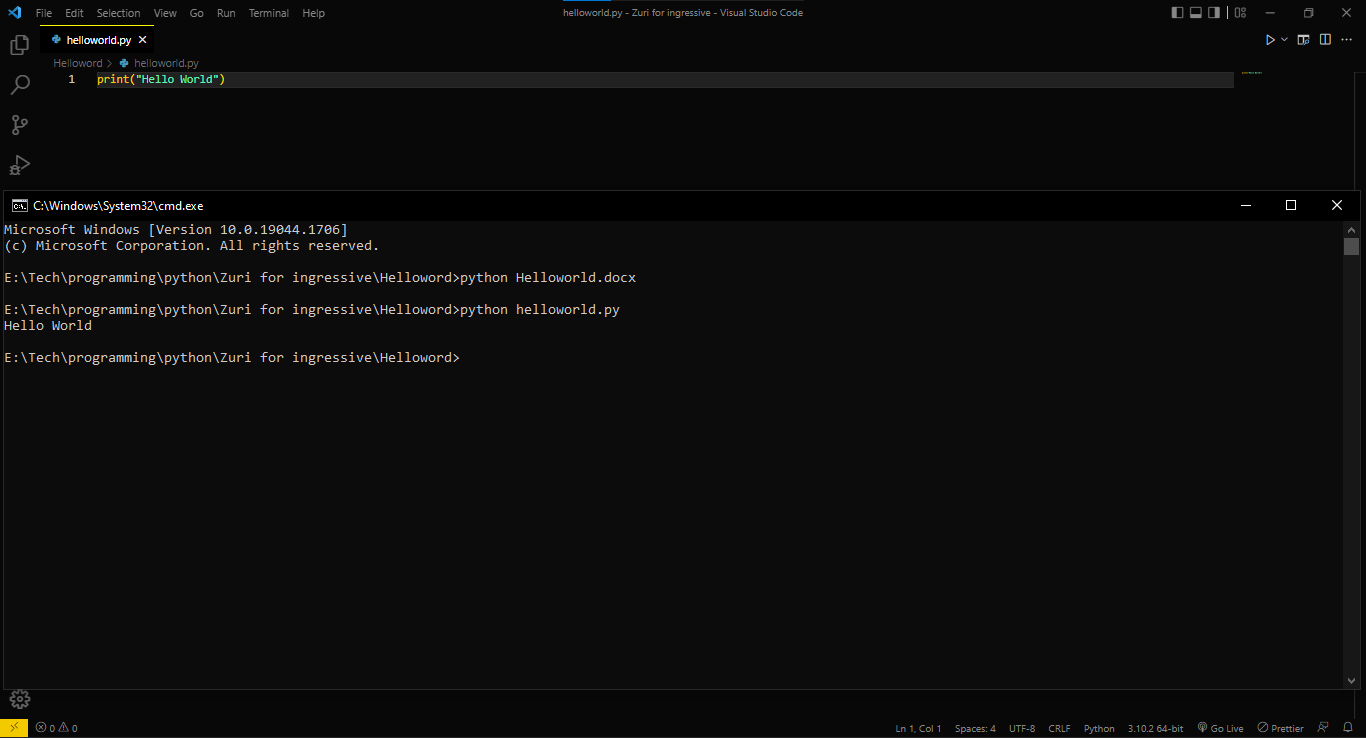 File Edit Selection View Go Run Terminal Help
helloworld.py - Zuri for ingressive - Visual Studio Code
helloworld.py
Helloword > helloworld.py
1 print("Hello World")
C:\Windows\System32\cmd.exe
Microsoft Windows [Version 10.0.19044.1706]
(c) Microsoft Corporation. All rights reserved.
E:\Tech\programming\python\Zuri for ingressive\Helloword>python Helloworld.docx
E:\Tech\programming\python\Zuri for ingressive\Helloword>python helloworld.py
Hello World
E:\Tech\programming\python\Zuri for ingressive\Helloword>
0 0 Ln 1, Col 1 Spaces: 4 UTF-8 CRLF Python 3.10.2 64-bit Go Live Prettier